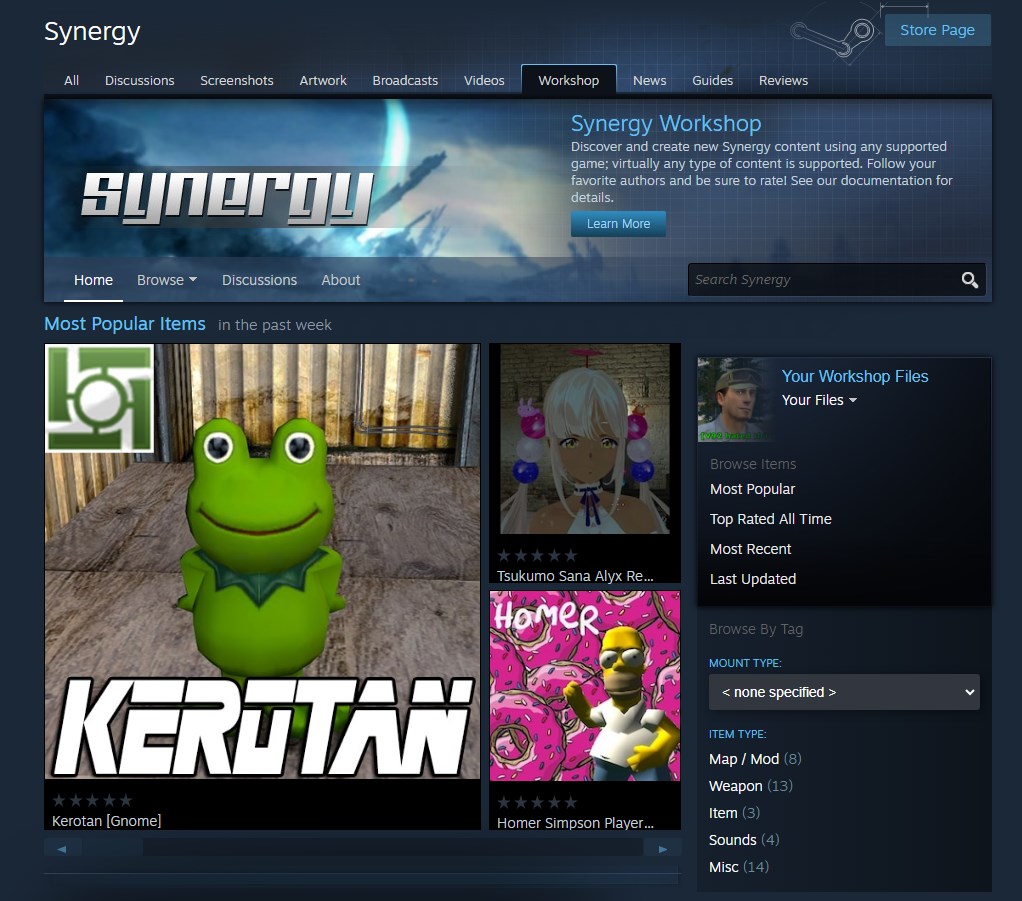 Synergy
Store Page
All Discussions Screenshots Artwork Broadcasts Videos Workshop News Guides Reviews
synergy
Synergy Workshop
Discover and create new Synergy content using any supported
game; virtually any type of content is supported. Follow your
favorite authors and be sure to rate! See our documentation for
details.
Learn More
Home Browse Discussions About
Search Synergy
Most Popular Items in the past week
KEROTAN
Kerotan [Gnome]
Tsukumo Sana Alyx Re...
HOMER
Homer Simpson Player...
Your Workshop Files
Your Files
Browse Items
Most Popular
Top Rated All Time
Most Recent
Last Updated
Browse By Tag
MOUNT TYPE:
< none specified >
ITEM TYPE:
Map / Mod (8)
Weapon (13)
Item (3)
Sounds (4)
Misc (14)